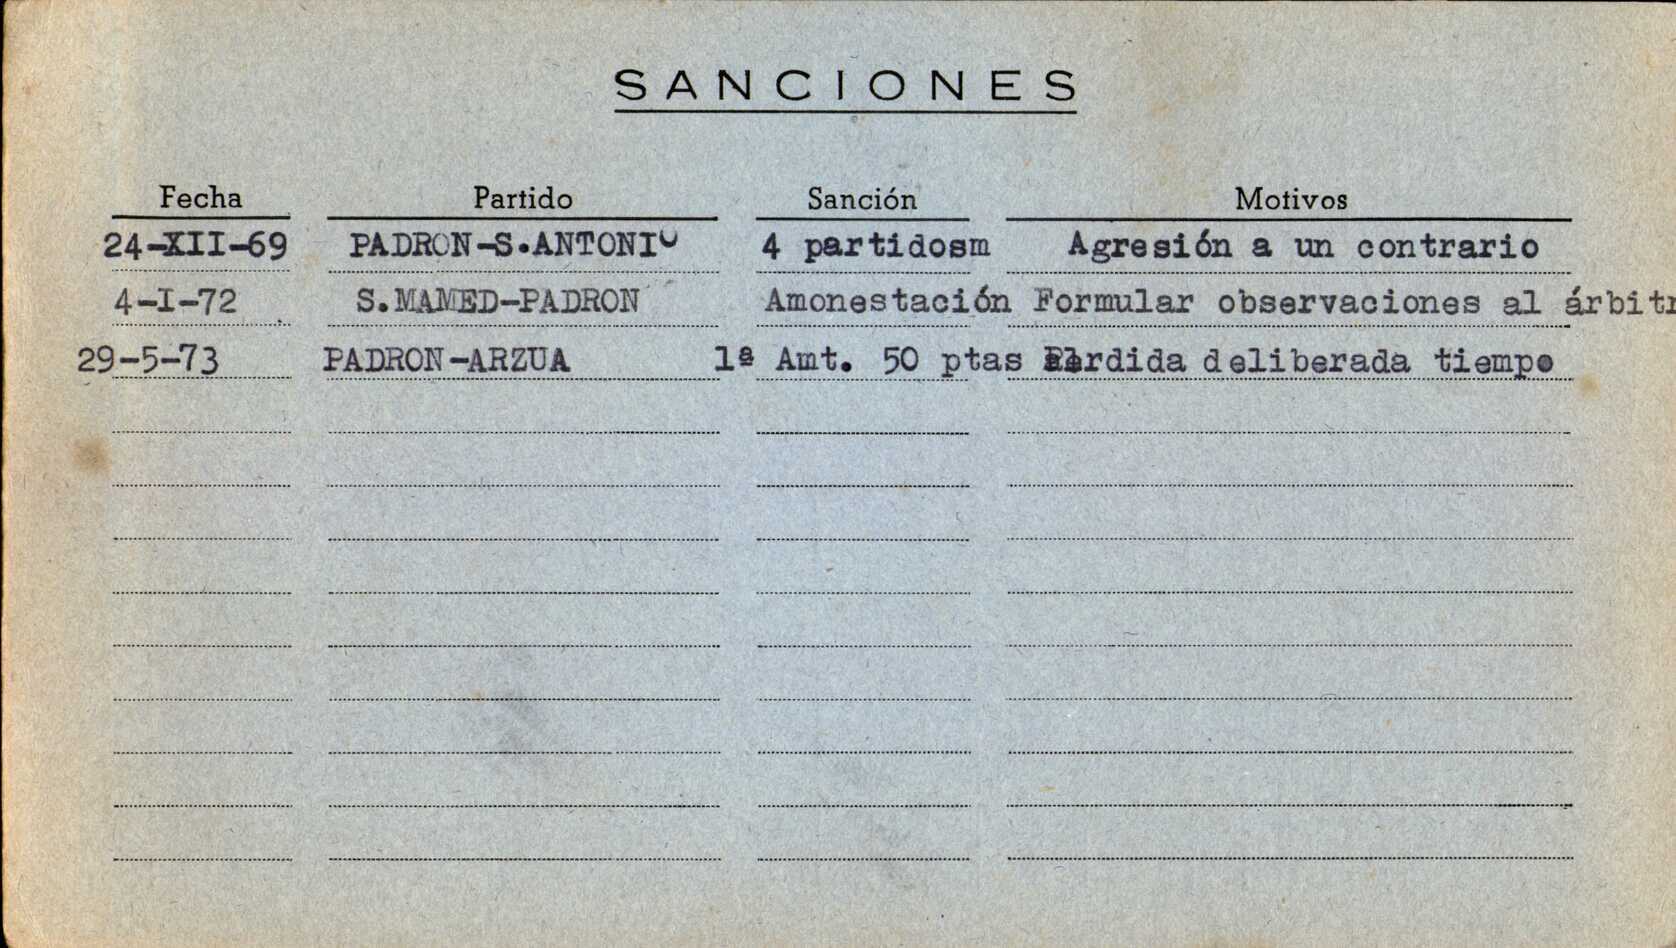 SANCIONES
Fecha Partido Sanción Motivos
24-XII-69 PADRON-S.ANTONIO 4 partidosm Agresión a un contrario
4-I-72 S.MAMED-PADRON Amonestación Formular observaciones al árbitr
29-5-73 PADRON-ARZUA 1ª Amt. 50 ptas Perdida deliberada tiempo